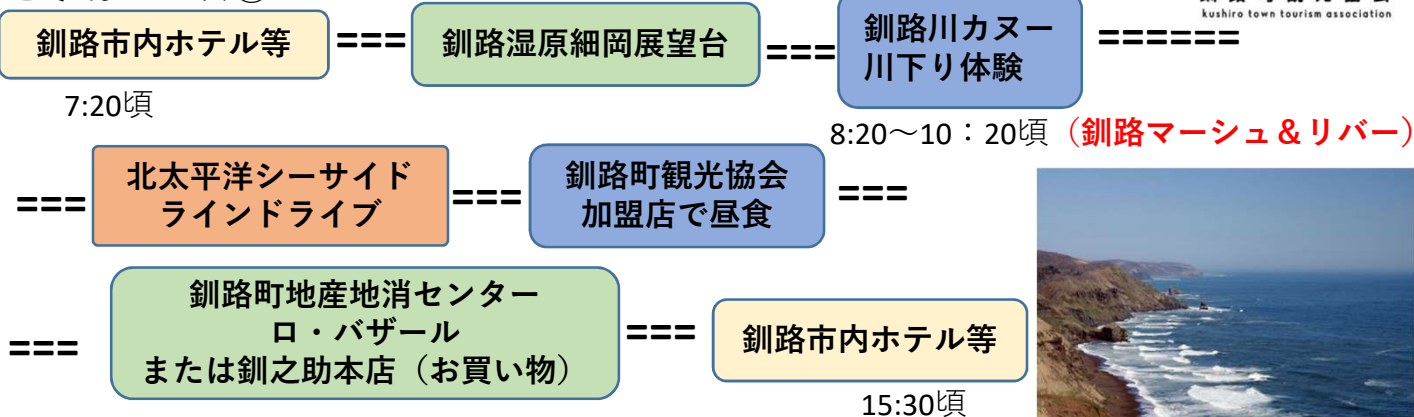 kushiro town tourism association
釧路市内ホテル等 === 釧路湿原細岡展望台 === 釧路川カヌー ======
川下り体験
7:20頃
8:20～10：20頃（釧路マーシュ＆リバー）
=== 北太平洋シーサイド === 釧路町観光協会 ===
ラインドライブ 加盟店で昼食
釧路町地産地消センター
ロ・バザール
=== または釧之助本店（お買い物） === 釧路市内ホテル等
15:30頃